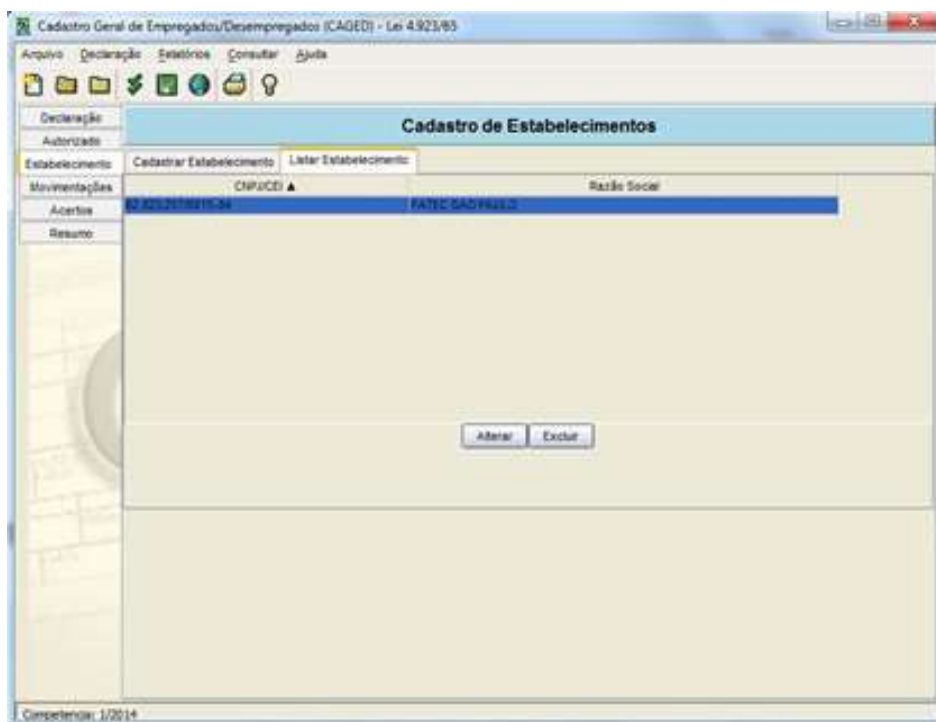 Cadastro Geral de Empregados/Desempregados (CAGED) - Lei 4.923/65
Arquivo Declaração Relatórios Consultar Ajuda
Declaração
Autorizado
Estabelecimento
Movimentações
Acertos
Resumo
Cadastro de Estabelecimentos
Cadastrar Estabelecimento Listar Estabelecimento
CNPJ/CEI ▲ Razão Social
FATEC SAO PAULO
Alterar Excluir
Competencia: 1/2014